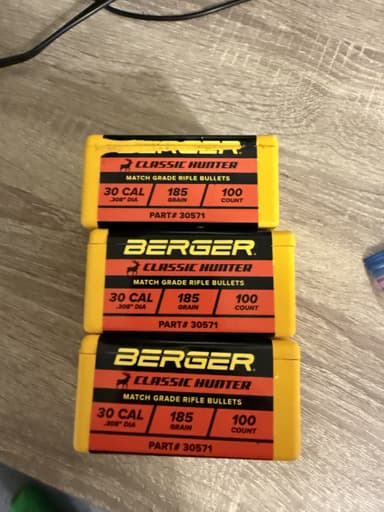 CLASSIC HUNTER
MATCH GRADE RIFLE BULLETS
30 CAL 185 100
.308" DIA GRAIN COUNT
PART# 30571
BERGER.
CLASSIC HUNTER
MATCH GRADE RIFLE BULLETS
30 CAL 185 100
.308" DIA GRAIN COUNT
PART# 30571
BERGER.
CLASSIC HUNTER
MATCH GRADE RIFLE BULLETS
30 CAL 185 100
.308" DIA GRAIN COUNT
PART# 30571